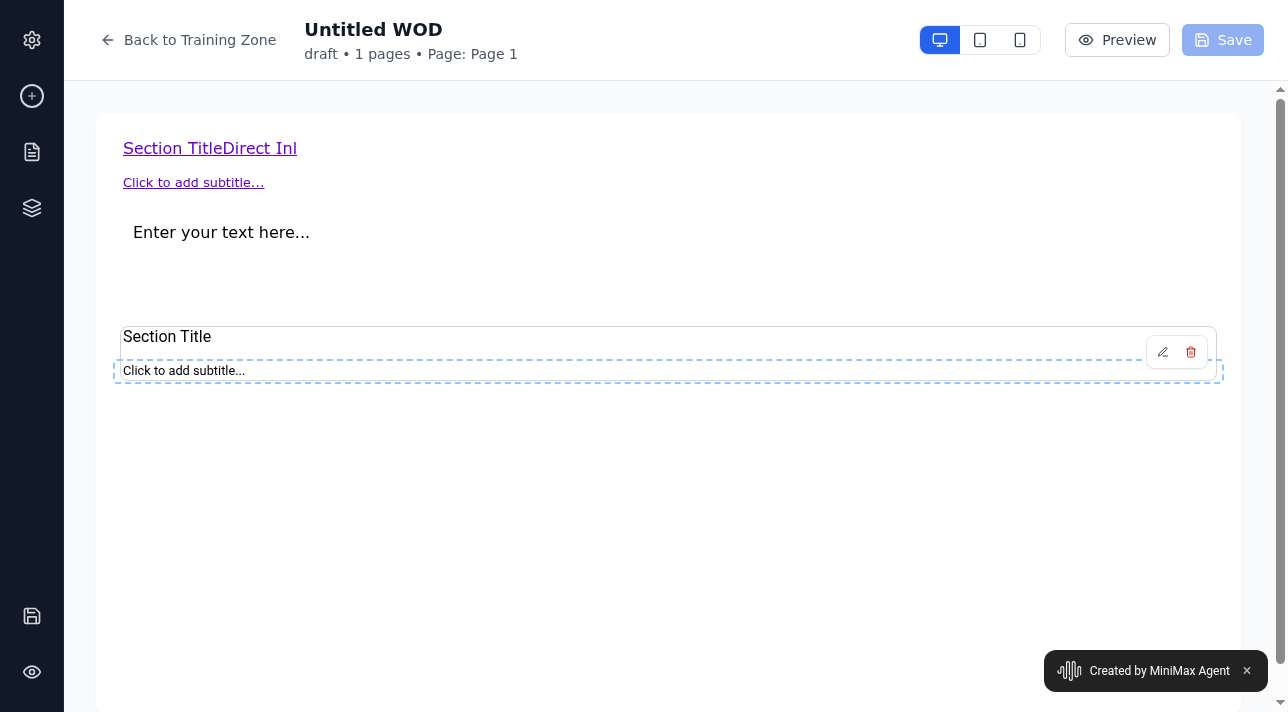 Back to Training Zone
Untitled WOD
draft • 1 pages • Page: Page 1
Preview
Save
Section TitleDirect Inl
Click to add subtitle...
Enter your text here...
Section Title
Click to add subtitle...
Created by MiniMax Agent ×